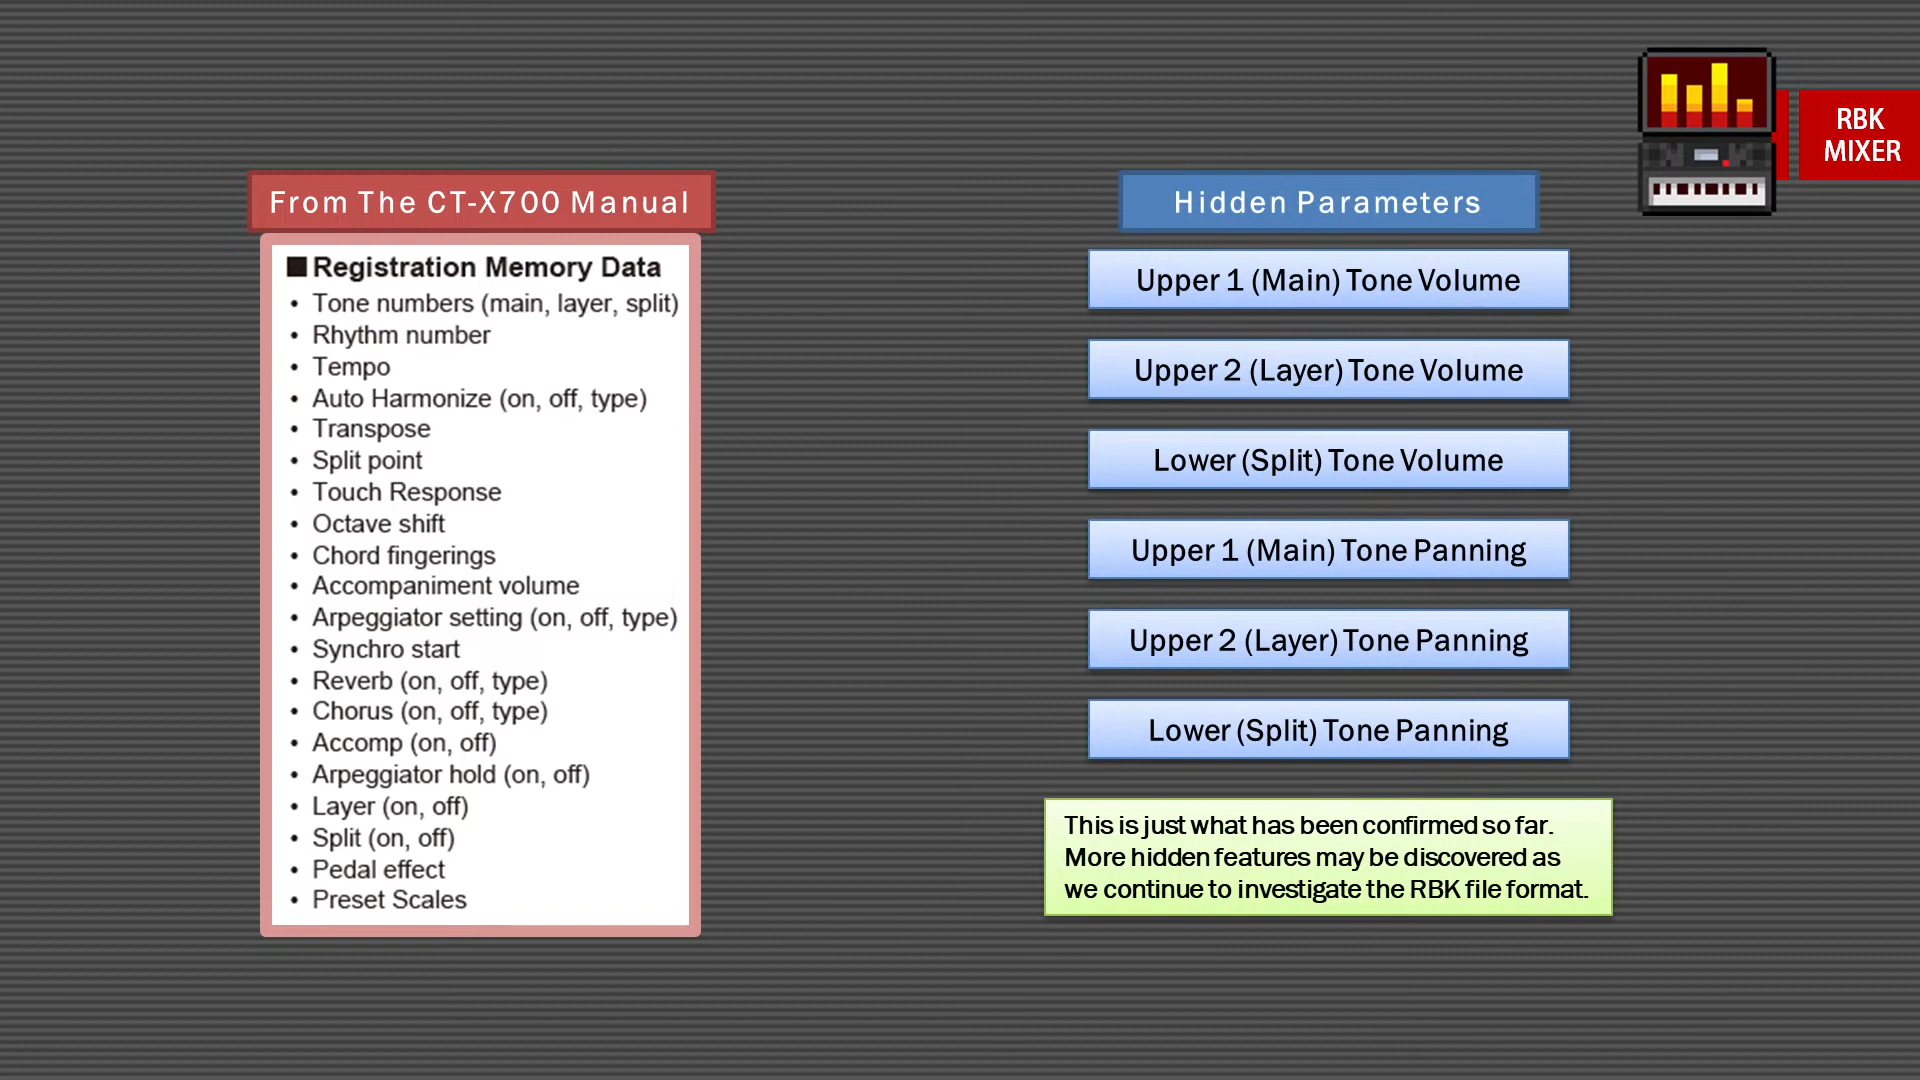 RBK
MIXER
From The CT-X700 Manual
■ Registration Memory Data
• Tone numbers (main, layer, split)
• Rhythm number
• Tempo
• Auto Harmonize (on, off, type)
• Transpose
• Split point
• Touch Response
• Octave shift
• Chord fingerings
• Accompaniment volume
• Arpeggiator setting (on, off, type)
• Synchro start
• Reverb (on, off, type)
• Chorus (on, off, type)
• Accomp (on, off)
• Arpeggiator hold (on, off)
• Layer (on, off)
• Split (on, off)
• Pedal effect
• Preset Scales
Hidden Parameters
Upper 1 (Main) Tone Volume
Upper 2 (Layer) Tone Volume
Lower (Split) Tone Volume
Upper 1 (Main) Tone Panning
Upper 2 (Layer) Tone Panning
Lower (Split) Tone Panning
This is just what has been confirmed so far.
More hidden features may be discovered as
we continue to investigate the RBK file format.